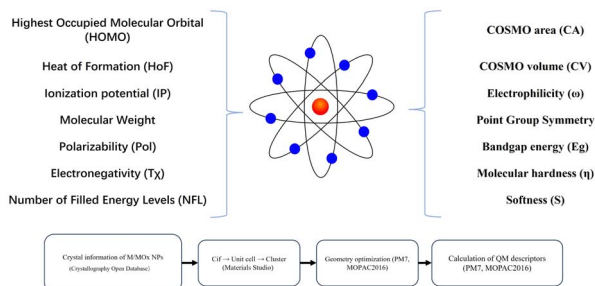 Highest Occupied Molecular Orbital
(HOMO)
Heat of Formation (HoF)
Ionization potential (IP)
Molecular Weight
Polarizability (Pol)
Electronegativity (Tχ)
Number of Filled Energy Levels (NFL)
COSMO area (CA)
COSMO volume (CV)
Electrophilicity (ω)
Point Group Symmetry
Bandgap energy (Eg)
Molecular hardness (η)
Softness (S)
Crystal information of M/MOx NPs
(Crystallography Open Database)
Cif → Unit cell → Cluster
(Materials Studio)
Geometry optimization (PM7,
MOPAC2016)
Calculation of QM descriptors
(PM7, MOPAC2016)